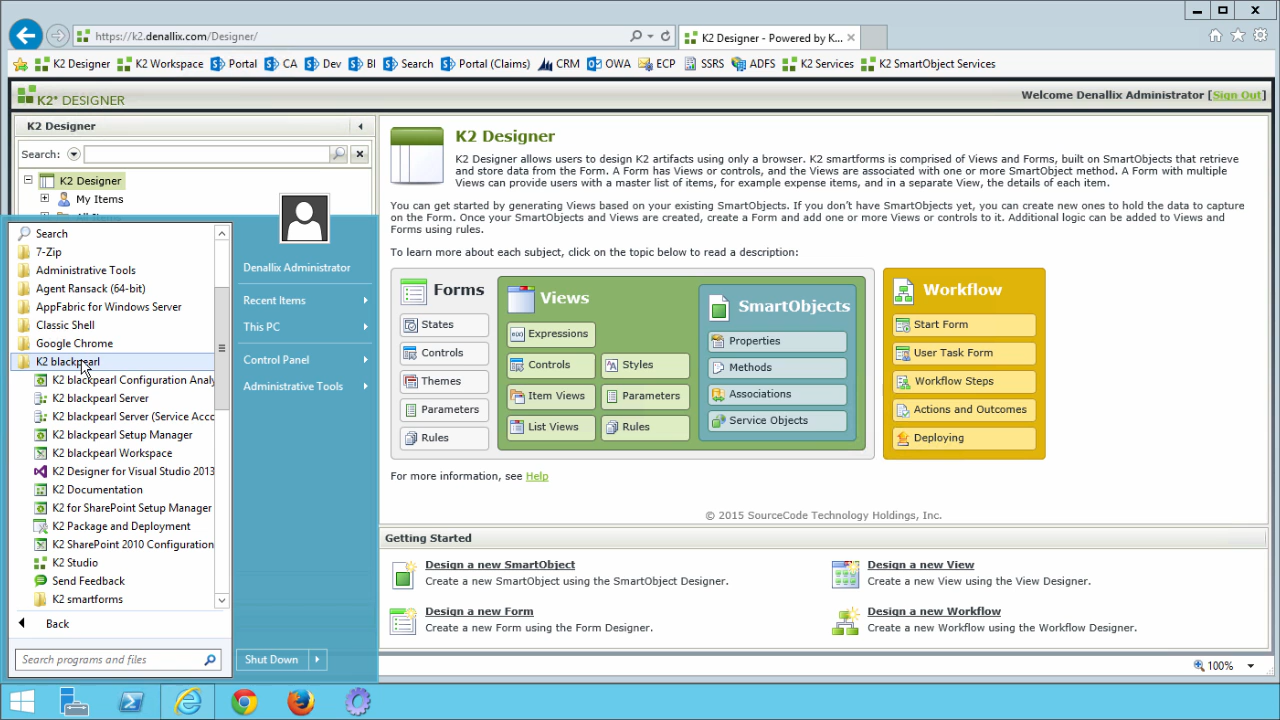 https://k2.denallix.com/Designer/
K2 Designer - Powered by K...
K2 Designer
K2 Workspace
Portal
CA
Dev
BI
Search
Portal (Claims)
CRM
OWA
ECP
SSRS
ADFS
K2 Services
K2 SmartObject Services
K2* DESIGNER
Welcome Denallix Administrator [Sign Out]
K2 Designer
Search:
K2 Designer
My Items
Search
7-Zip
Administrative Tools
Agent Ransack (64-bit)
AppFabric for Windows Server
Classic Shell
Google Chrome
K2 blackpearl
K2 blackpearl Configuration Analy
K2 blackpearl Server
K2 blackpearl Server (Service Acco
K2 blackpearl Setup Manager
K2 blackpearl Workspace
K2 Designer for Visual Studio 2013
K2 Documentation
K2 for SharePoint Setup Manager
K2 Package and Deployment
K2 SharePoint 2010 Configuration
K2 Studio
Send Feedback
K2 smartforms
Back
Search programs and files
Denallix Administrator
Recent Items
This PC
Control Panel
Administrative Tools
Shut Down
K2 Designer
K2 Designer allows users to design K2 artifacts using only a browser. K2 smartforms is comprised of Views and Forms, built on SmartObjects that retrieve
and store data from the Form. A Form has Views or controls, and the Views are associated with one or more SmartObject method. A Form with multiple
Views can provide users with a master list of items, for example expense items, and in a separate View, the details of each item.
You can get started by generating Views based on your existing SmartObjects. If you don't have SmartObjects yet, you can create new ones to hold the data to capture
on the Form. Once your SmartObjects and Views are created, create a Form and add one or more Views or controls to it. Additional logic can be added to Views and
Forms using rules.
To learn more about each subject, click on the topic below to read a description:
Forms
States
Controls
Themes
Parameters
Rules
Views
Expressions
Controls
Styles
Item Views
Parameters
List Views
Rules
SmartObjects
Properties
Methods
Associations
Service Objects
Workflow
Start Form
User Task Form
Workflow Steps
Actions and Outcomes
Deploying
For more information, see Help
© 2015 SourceCode Technology Holdings, Inc.
Getting Started
Design a new SmartObject
Create a new SmartObject using the SmartObject Designer.
Design a new View
Create a new View using the View Designer.
Design a new Form
Create a new Form using the Form Designer.
Design a new Workflow
Create a new Workflow using the Workflow Designer.
100%